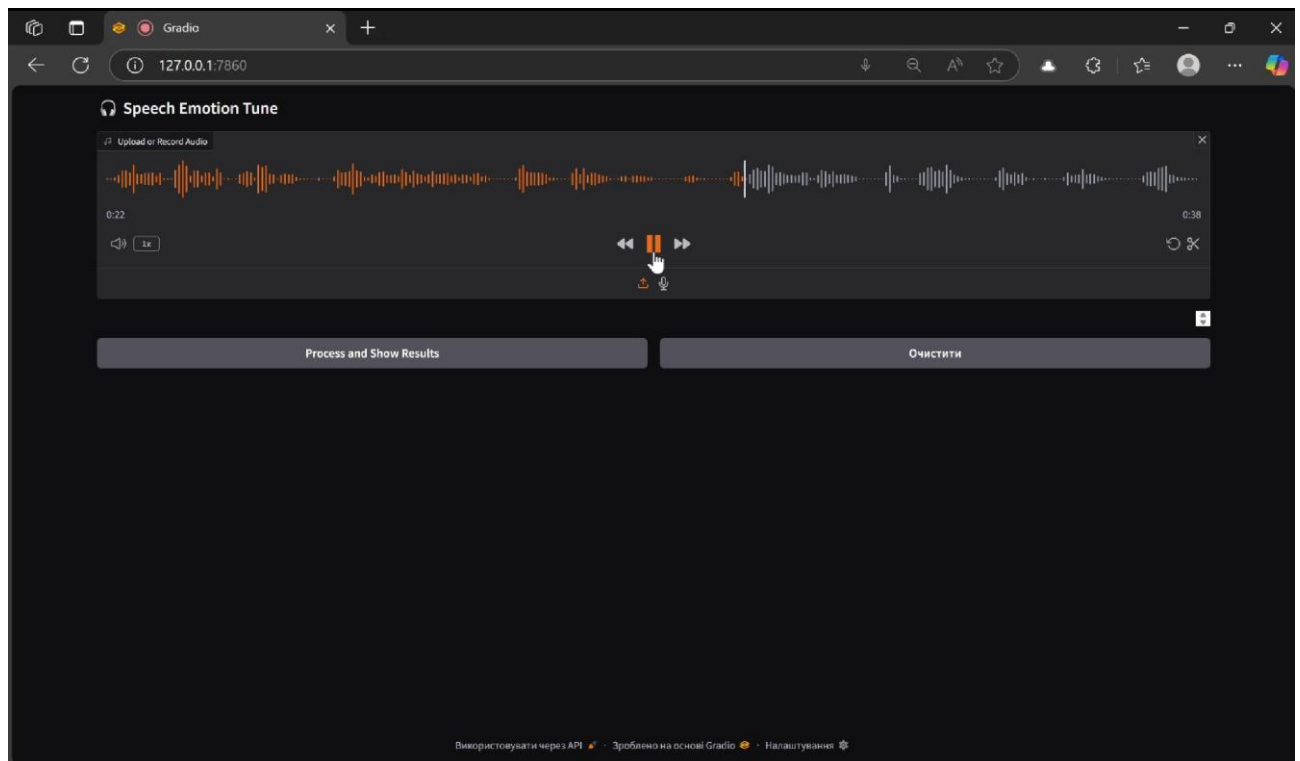 Gradio
127.0.0.1:7860
Speech Emotion Tune
Upload or Record Audio
0:22
0:38
1x
Process and Show Results
Очистити
Використовувати через API · Зроблено на основі Gradio · Налаштування